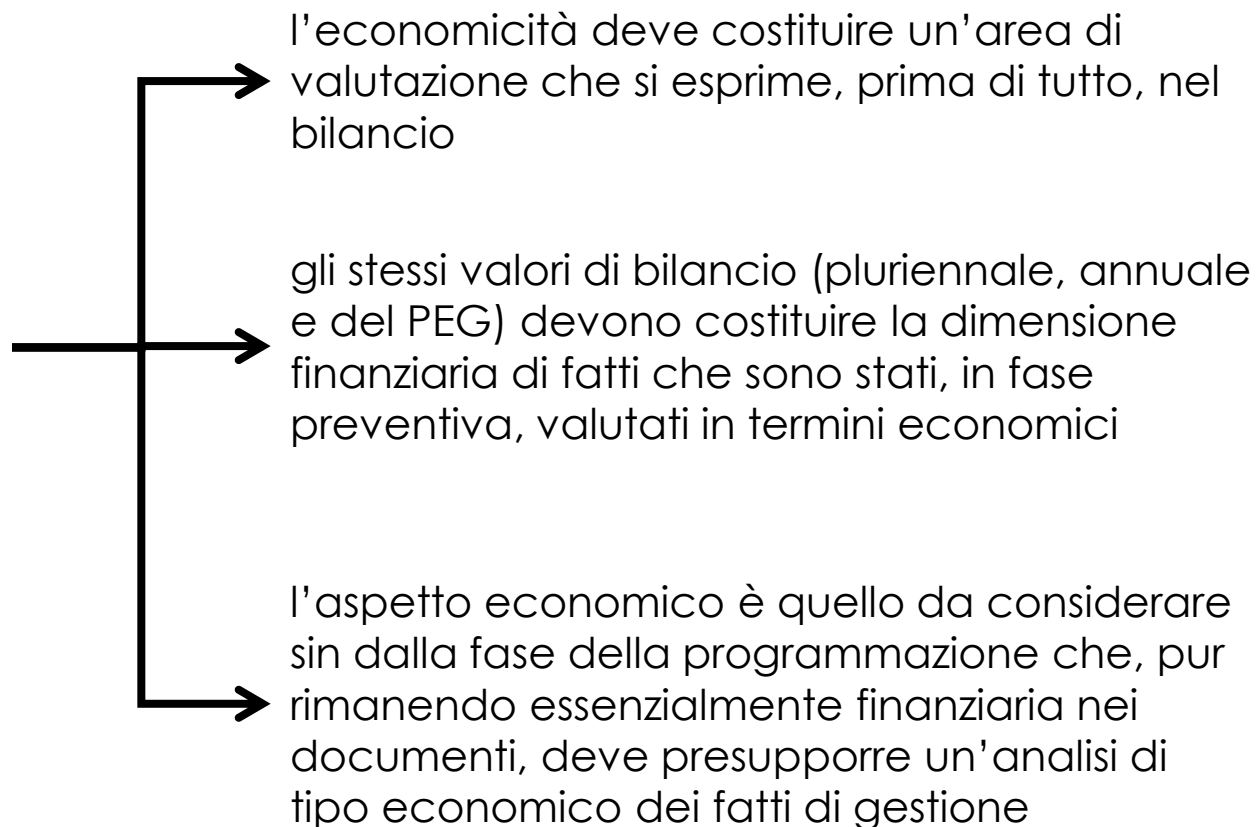 l’economicità deve costituire un’area di
valutazione che si esprime, prima di tutto, nel
bilancio
gli stessi valori di bilancio (pluriennale, annuale
e del PEG) devono costituire la dimensione
finanziaria di fatti che sono stati, in fase
preventiva, valutati in termini economici
l’aspetto economico è quello da considerare
sin dalla fase della programmazione che, pur
rimanendo essenzialmente finanziaria nei
documenti, deve presupporre un’analisi di
tipo economico dei fatti di gestione